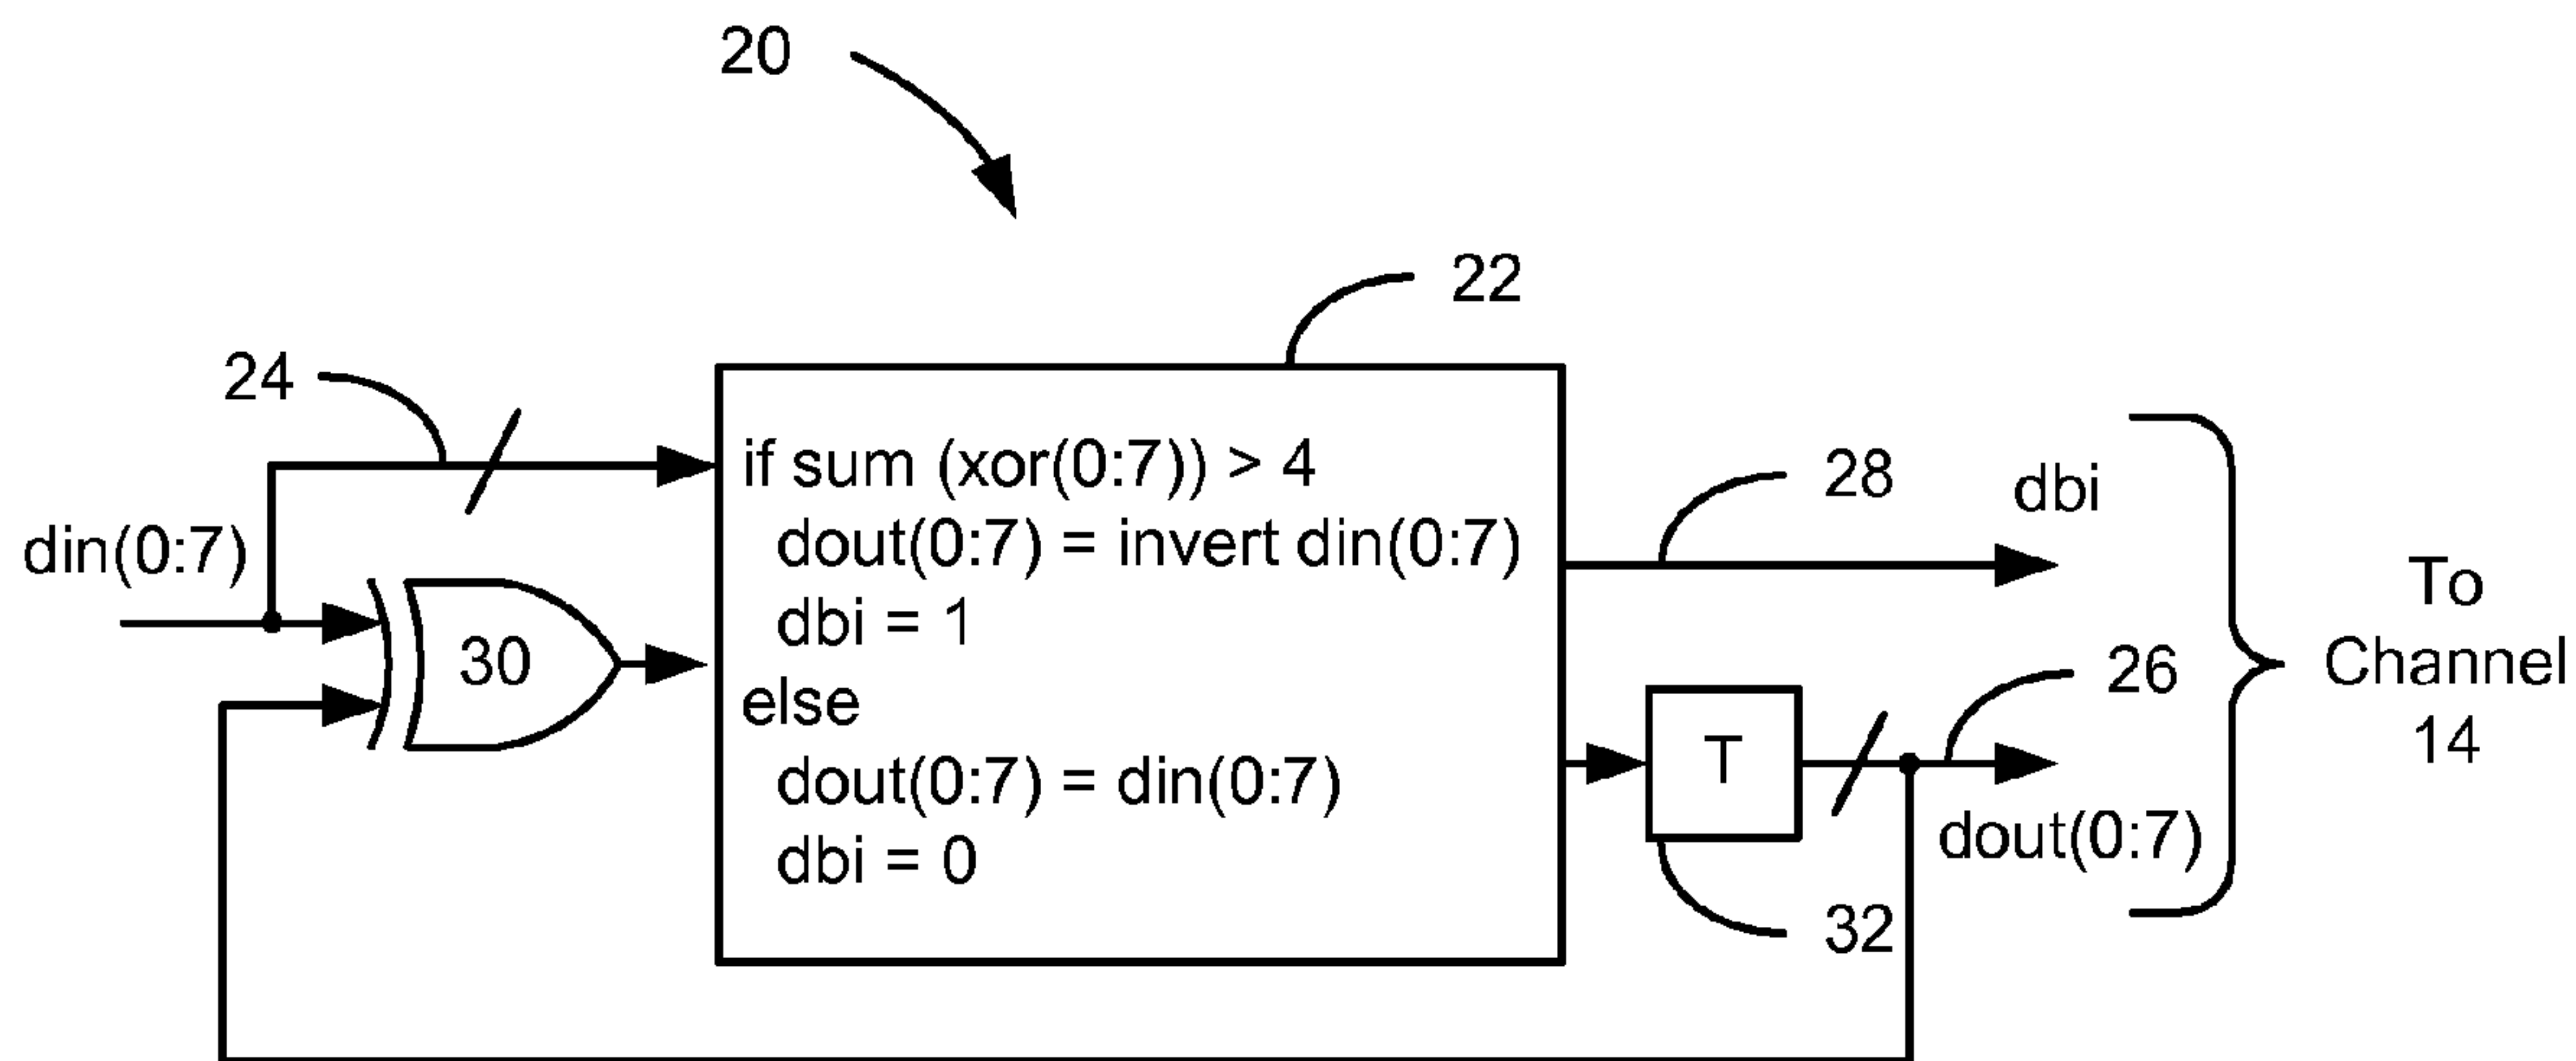 20
22
24
din(0:7)
30
if sum (xor(0:7)) > 4
dout(0:7) = invert din(0:7)
dbi = 1
else
dout(0:7) = din(0:7)
dbi = 0
28
dbi
T
26
dout(0:7)
32
To
Channel
14